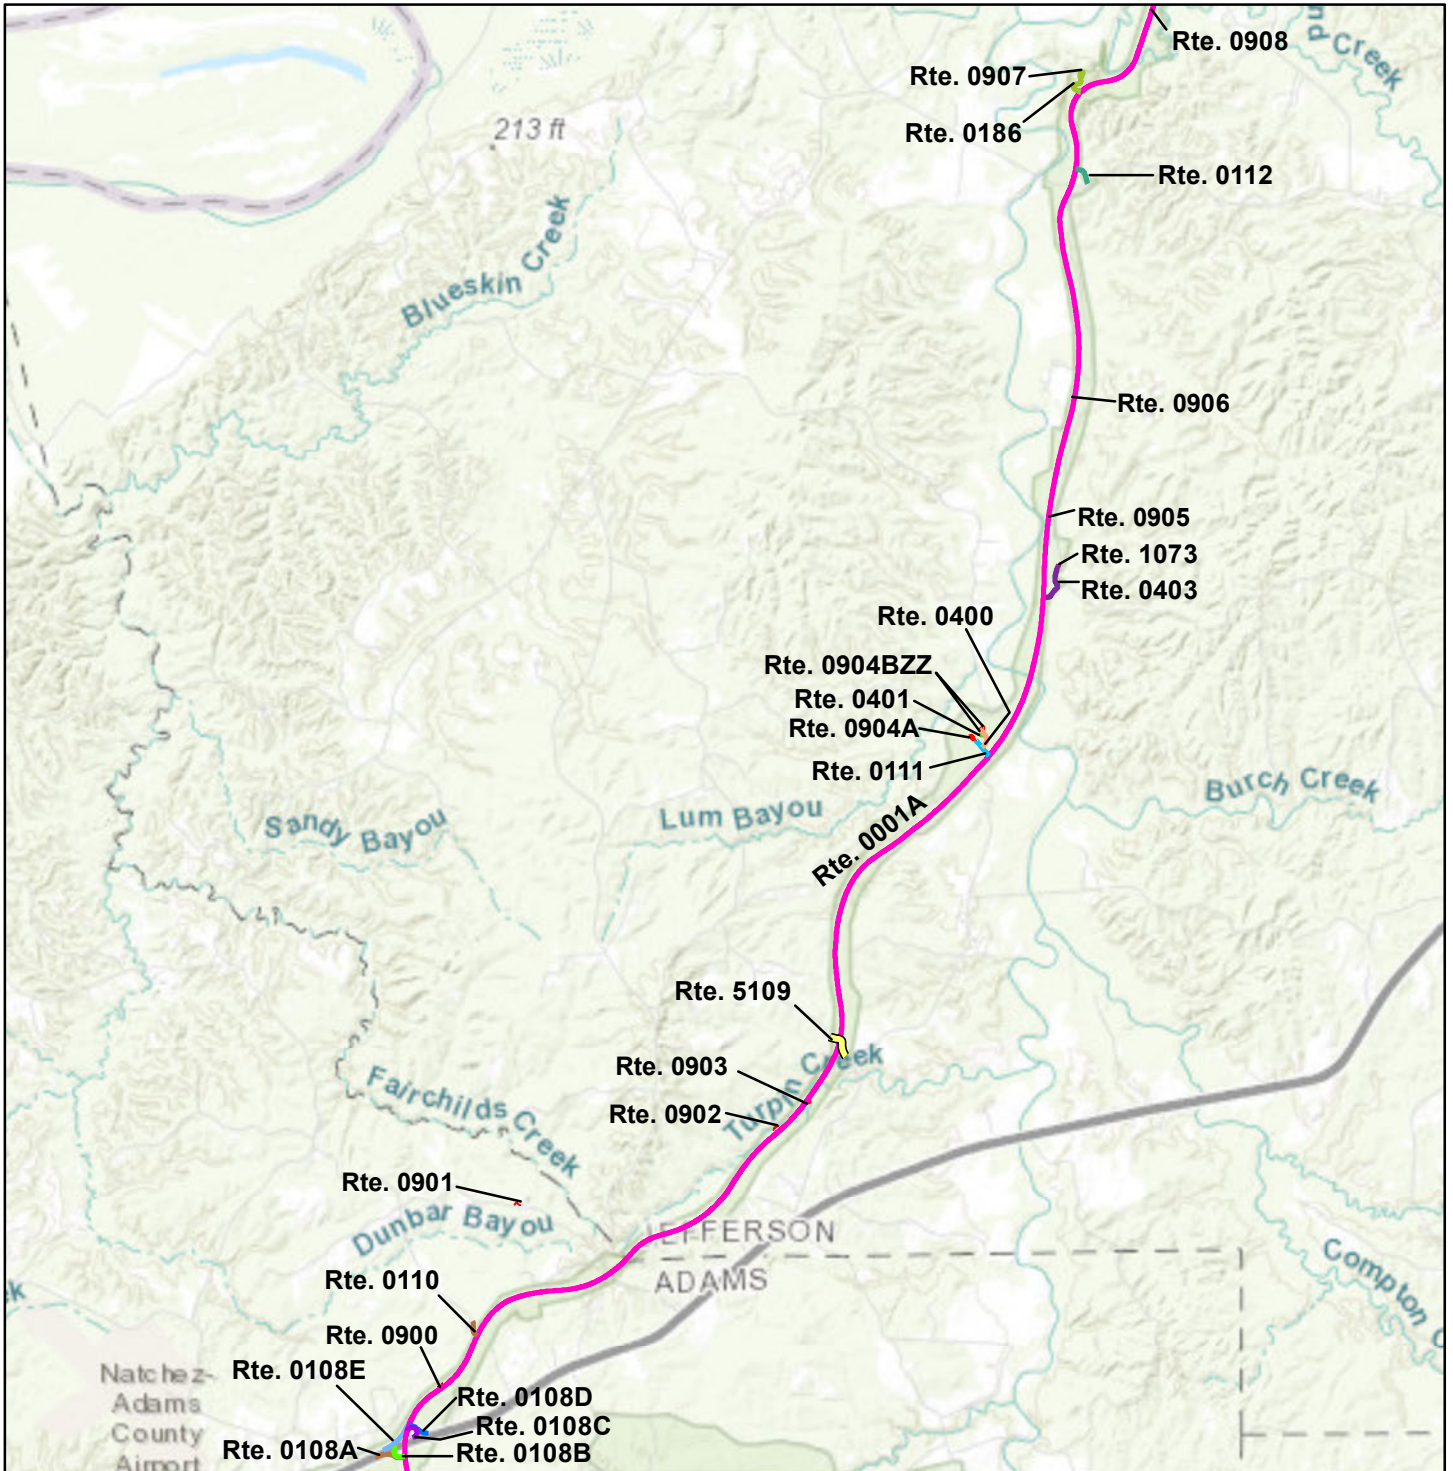 Rte. 0908
nd Creek
Rte. 0907
213 ft
Rte. 0186
Rte. 0112
Blueskin Creek
Rte. 0906
Rte. 0905
Rte. 1073
Rte. 0403
Rte. 0400
Rte. 0904BZZ
Rte. 0401
Rte. 0904A
Rte. 0111
Burch Creek
Sandy Bayou
Lum Bayou
Rte. 0001A
Rte. 5109
Rte. 0903
Turpin Creek
Fairchilds Creek
Rte. 0902
Rte. 0901
Dunbar Bayou
JEFFERSON
ADAMS
Compton C
Rte. 0110
ek
Rte. 0900
Rte. 0108E
Natchez-
Adams
County
Airport
Rte. 0108D
Rte. 0108C
Rte. 0108A
Rte. 0108B